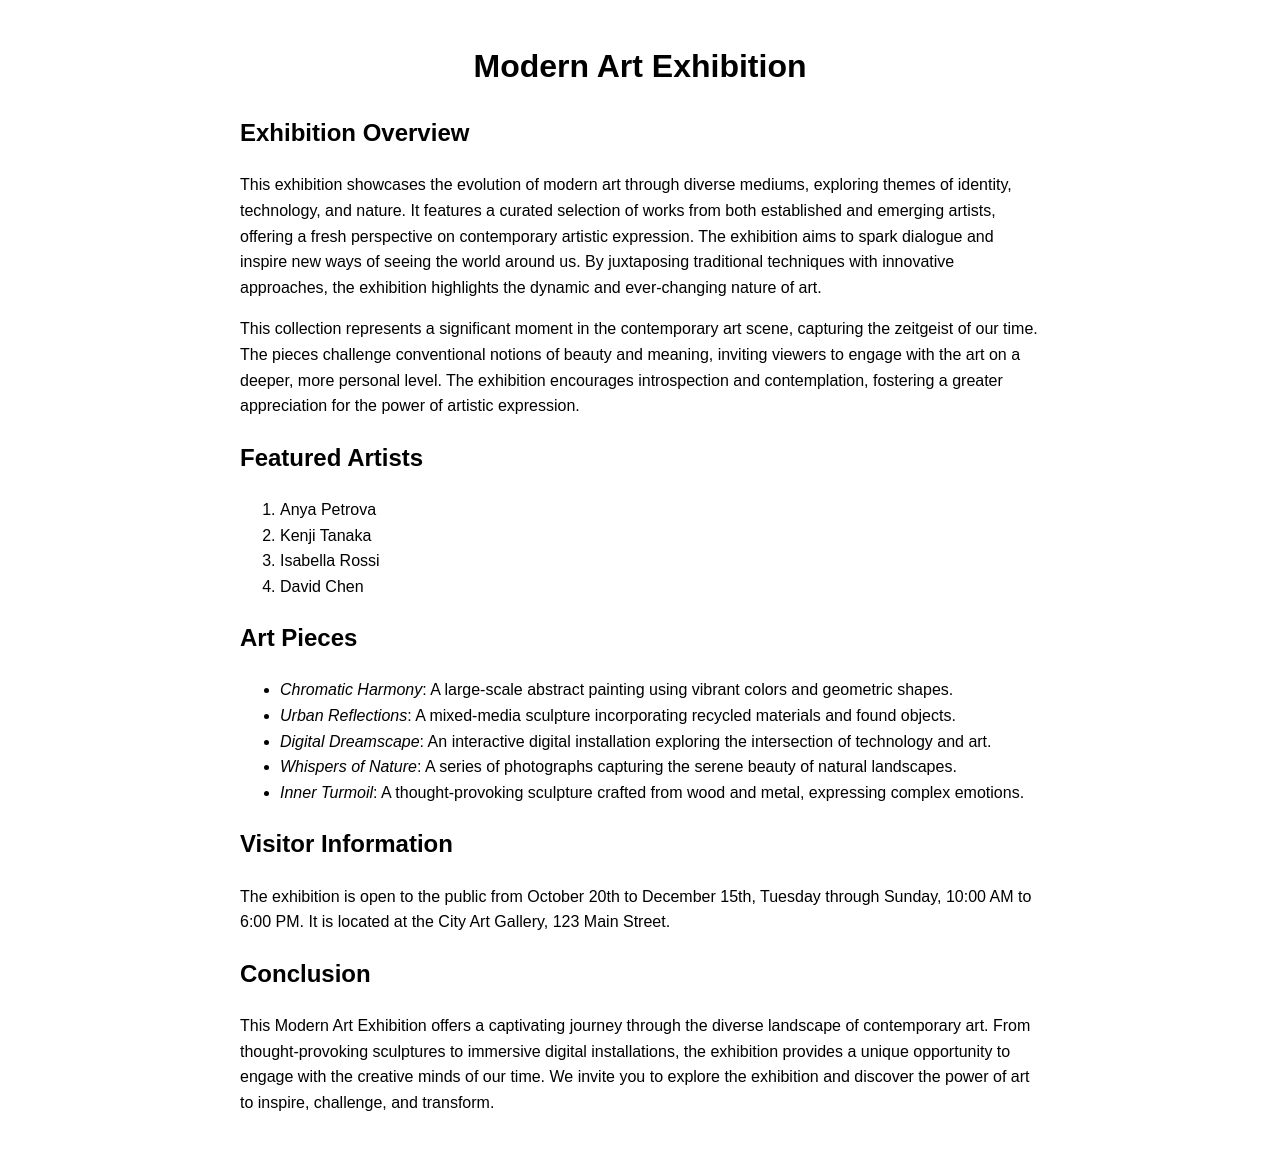 Modern Art Exhibition
Exhibition Overview
This exhibition showcases the evolution of modern art through diverse mediums, exploring themes of identity,
technology, and nature. It features a curated selection of works from both established and emerging artists,
offering a fresh perspective on contemporary artistic expression. The exhibition aims to spark dialogue and
inspire new ways of seeing the world around us. By juxtaposing traditional techniques with innovative
approaches, the exhibition highlights the dynamic and ever-changing nature of art.
This collection represents a significant moment in the contemporary art scene, capturing the zeitgeist of our time.
The pieces challenge conventional notions of beauty and meaning, inviting viewers to engage with the art on a
deeper, more personal level. The exhibition encourages introspection and contemplation, fostering a greater
appreciation for the power of artistic expression.
Featured Artists
1. Anya Petrova
2. Kenji Tanaka
3. Isabella Rossi
4. David Chen
Art Pieces
• Chromatic Harmony: A large-scale abstract painting using vibrant colors and geometric shapes.
• Urban Reflections: A mixed-media sculpture incorporating recycled materials and found objects.
• Digital Dreamscape: An interactive digital installation exploring the intersection of technology and art.
• Whispers of Nature: A series of photographs capturing the serene beauty of natural landscapes.
• Inner Turmoil: A thought-provoking sculpture crafted from wood and metal, expressing complex emotions.
Visitor Information
The exhibition is open to the public from October 20th to December 15th, Tuesday through Sunday, 10:00 AM to
6:00 PM. It is located at the City Art Gallery, 123 Main Street.
Conclusion
This Modern Art Exhibition offers a captivating journey through the diverse landscape of contemporary art. From
thought-provoking sculptures to immersive digital installations, the exhibition provides a unique opportunity to
engage with the creative minds of our time. We invite you to explore the exhibition and discover the power of art
to inspire, challenge, and transform.